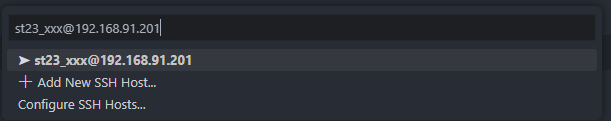 st23_xxx@192.168.91.201
➤ st23_xxx@192.168.91.201
+ Add New SSH Host...
Configure SSH Hosts...